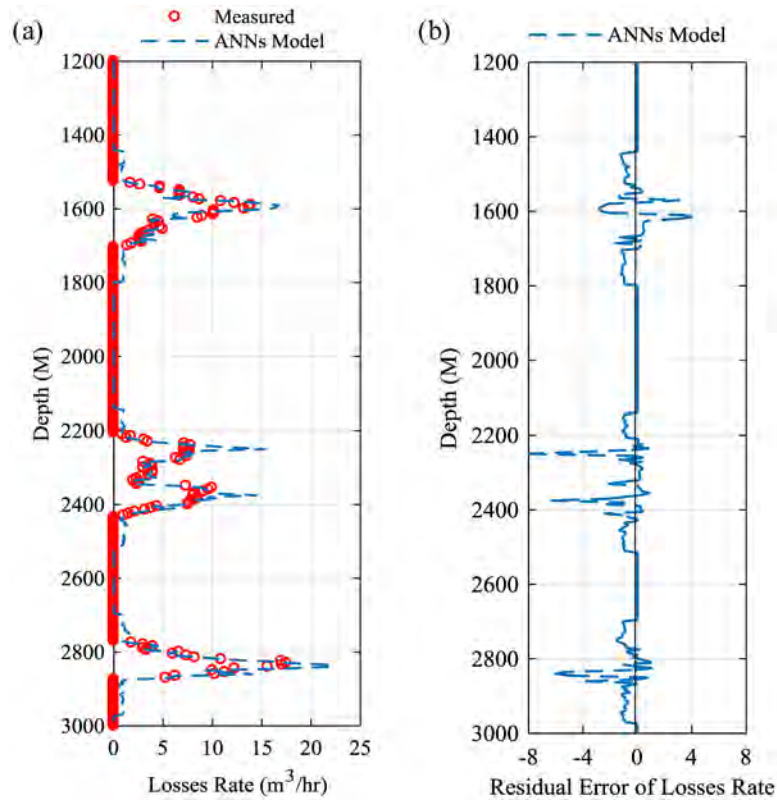 (a)
Measured
ANNs Model
1200
1400
1600
1800
2000
2200
2400
2600
2800
3000
Depth (M)
0 5 10 15 20 25
Losses Rate (m³/hr)
(b)
ANNs Model
1200
1400
1600
1800
2000
2200
2400
2600
2800
3000
Depth (M)
-8 -4 0 4 8
Residual Error of Losses Rate